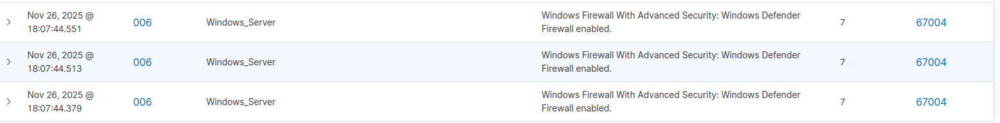 Nov 26, 2025 @
18:07:44.551
006
Windows_Server
Windows Firewall With Advanced Security: Windows Defender
Firewall enabled.
7
67004
Nov 26, 2025 @
18:07:44.513
006
Windows_Server
Windows Firewall With Advanced Security: Windows Defender
Firewall enabled.
7
67004
Nov 26, 2025 @
18:07:44.379
006
Windows_Server
Windows Firewall With Advanced Security: Windows Defender
Firewall enabled.
7
67004